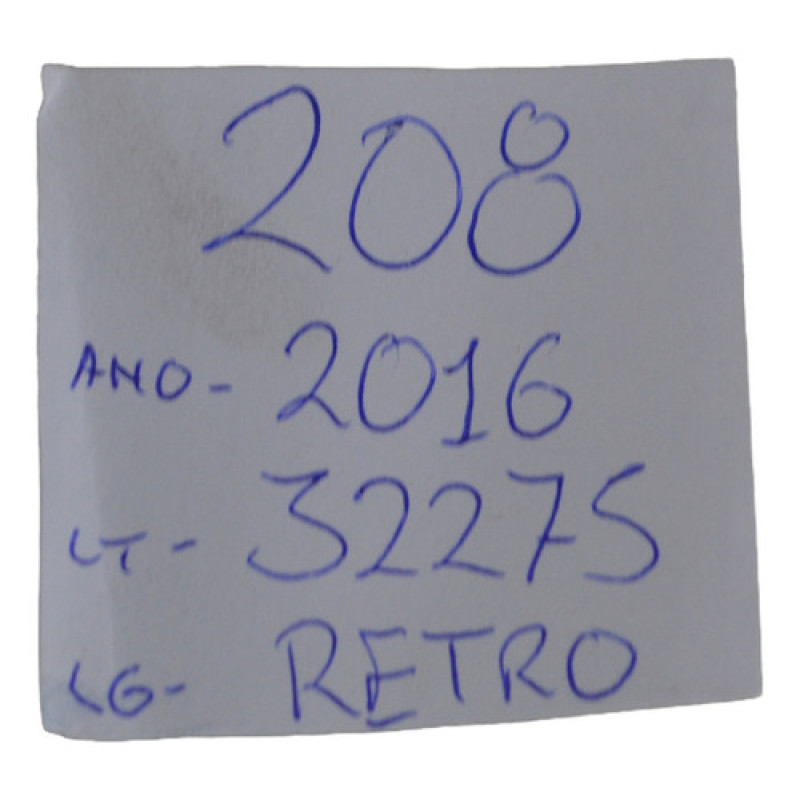 208
ANO- 2016
LT- 32275
LG- RETRO